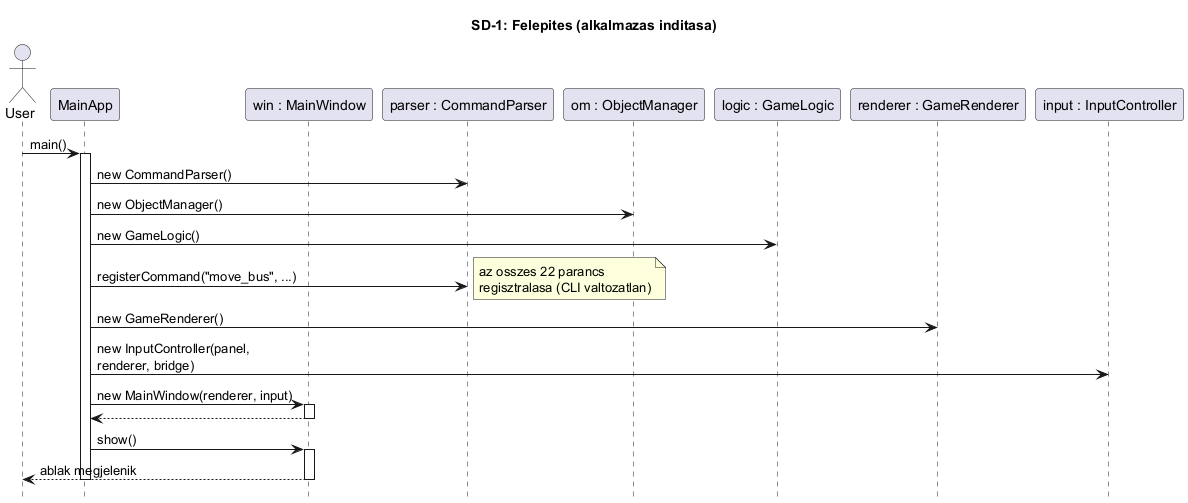 SD-1: Felepites (alkalmazas inditasa)
User
MainApp
win : MainWindow
parser : CommandParser
om : ObjectManager
logic : GameLogic
renderer : GameRenderer
input : InputController
main()
new CommandParser()
new ObjectManager()
new GameLogic()
registerCommand("move_bus", ...)
az osszes 22 parancs
regisztralasa (CLI valtozatlan)
new GameRenderer()
new InputController(panel,
renderer, bridge)
new MainWindow(renderer, input)
show()
ablak megjelenik